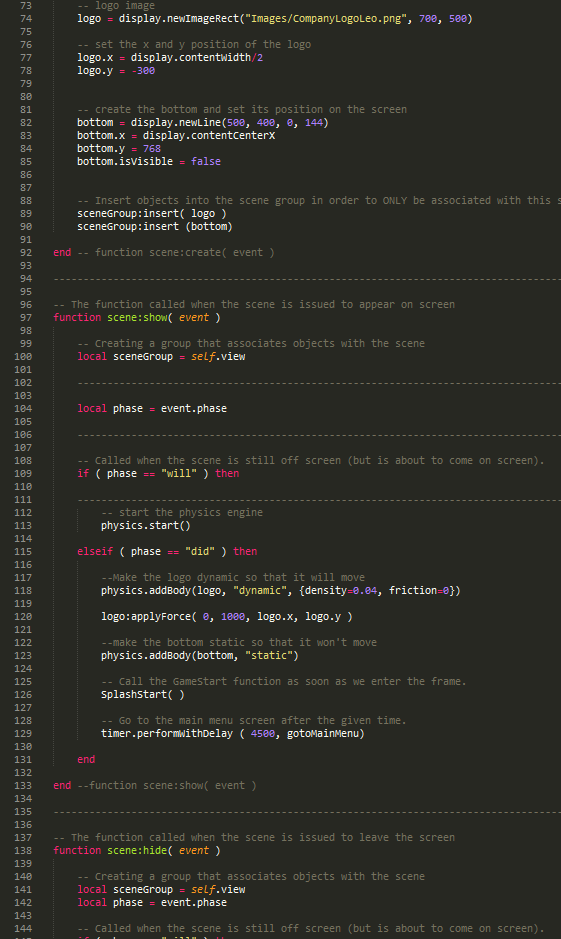 73 -- logo image
74 logo = display.newImageRect("Images/CompanyLogoLeo.png", 700, 500)
75
76 -- set the x and y position of the logo
77 logo.x = display.contentWidth/2
78 logo.y = -300
79
80
81 -- create the bottom and set its position on the screen
82 bottom = display.newLine(500, 400, 0, 144)
83 bottom.x = display.contentCenterX
84 bottom.y = 768
85 bottom.isVisible = false
86
87
88 -- Insert objects into the scene group in order to ONLY be associated with this
89 sceneGroup:insert( logo )
90 sceneGroup:insert (bottom)
91
92 end -- function scene:create( event )
93
94 --------------------------------------------------------------------------------
95
96 -- The function called when the scene is issued to appear on screen
97 function scene:show( event )
98
99 -- Creating a group that associates objects with the scene
100 local sceneGroup = self.view
101
102 --------------------------------------------------------------------------------
103
104 local phase = event.phase
105
106 --------------------------------------------------------------------------------
107
108 -- Called when the scene is still off screen (but is about to come on screen).
109 if ( phase == "will" ) then
110
111 --------------------------------------------------------------------------------
112 -- start the physics engine
113 physics.start()
114
115 elseif ( phase == "did" ) then
116
117 --Make the logo dynamic so that it will move
118 physics.addBody(logo, "dynamic", {density=0.04, friction=0})
119
120 logo:applyForce( 0, 1000, logo.x, logo.y )
121
122 --make the bottom static so that it won't move
123 physics.addBody(bottom, "static")
124
125 -- Call the GameStart function as soon as we enter the frame.
126 SplashStart( )
127
128 -- Go to the main menu screen after the given time.
129 timer.performWithDelay ( 4500, gotoMainMenu)
130
131 end
132
133 end --function scene:show( event )
134
135 --------------------------------------------------------------------------------
136
137 -- The function called when the scene is issued to leave the screen
138 function scene:hide( event )
139
140 -- Creating a group that associates objects with the scene
141 local sceneGroup = self.view
142 local phase = event.phase
143
144 -- Called when the scene is still off screen (but is about to come on screen).